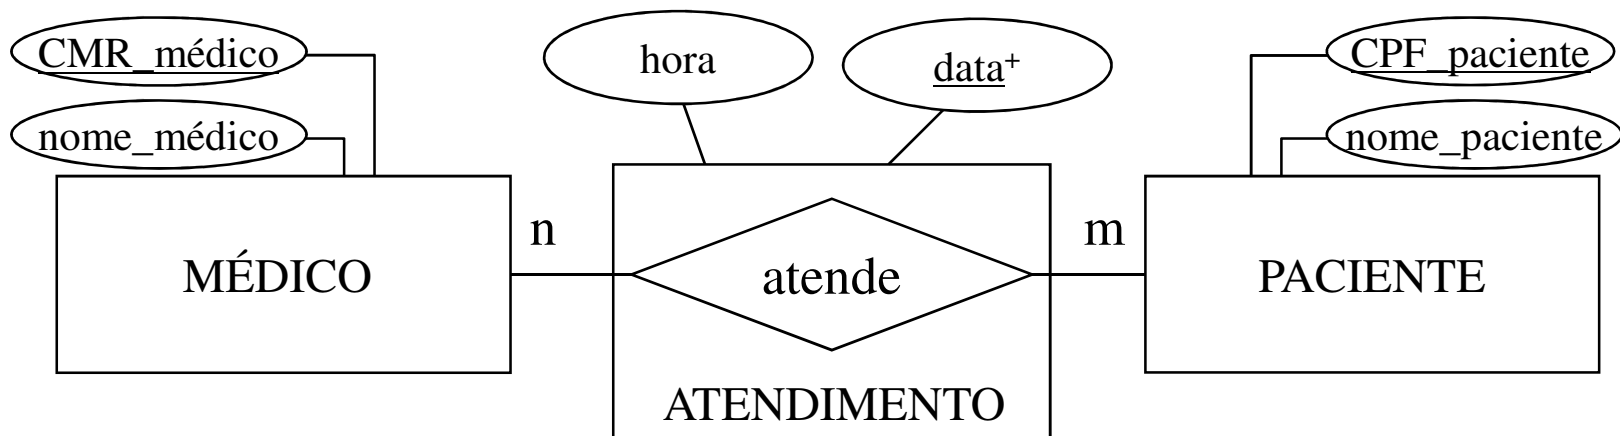 CMR_médico
hora
data⁺
CPF_paciente
nome_médico
nome_paciente
n
m
MÉDICO
atende
PACIENTE
ATENDIMENTO